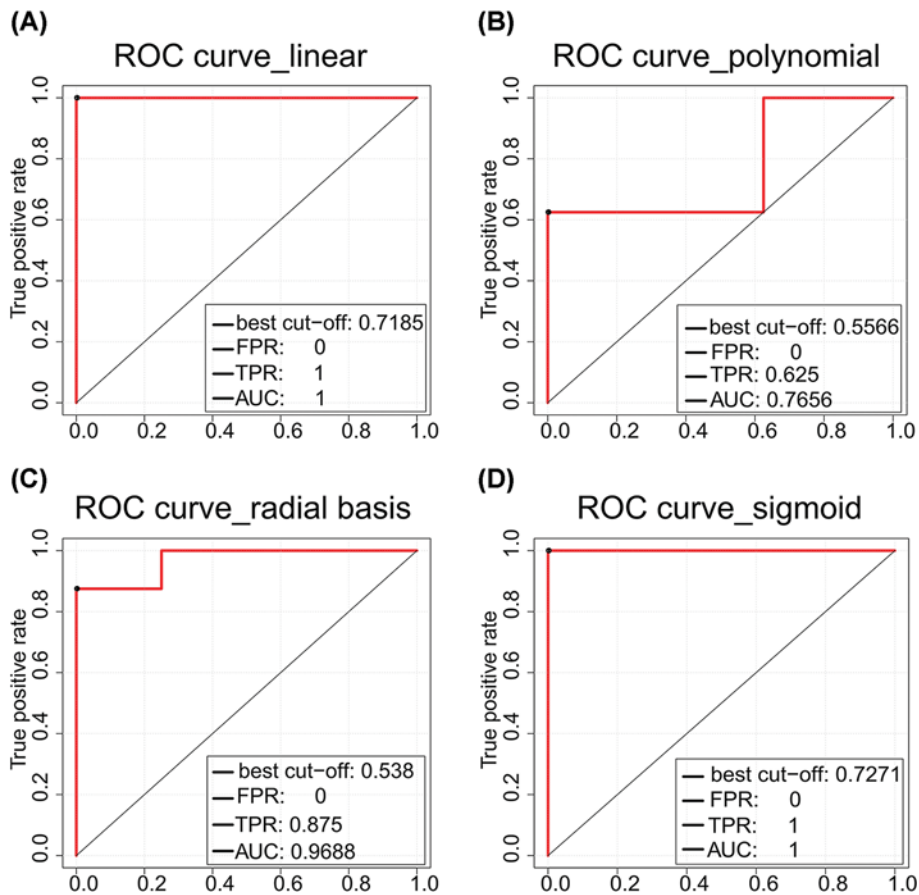 (A)
ROC curve_linear
True positive rate
1.0
0.8
0.6
0.4
0.2
0.0
best cut-off: 0.7185
FPR: 0
TPR: 1
AUC: 1
0.0 0.2 0.4 0.6 0.8 1.0
(B)
ROC curve_polynomial
True positive rate
1.0
0.8
0.6
0.4
0.2
0.0
best cut-off: 0.5566
FPR: 0
TPR: 0.625
AUC: 0.7656
0.0 0.2 0.4 0.6 0.8 1.0
(C)
ROC curve_radial basis
True positive rate
1.0
0.8
0.6
0.4
0.2
0.0
best cut-off: 0.538
FPR: 0
TPR: 0.875
AUC: 0.9688
0.0 0.2 0.4 0.6 0.8 1.0
(D)
ROC curve_sigmoid
True positive rate
1.0
0.8
0.6
0.4
0.2
0.0
best cut-off: 0.7271
FPR: 0
TPR: 1
AUC: 1
0.0 0.2 0.4 0.6 0.8 1.0